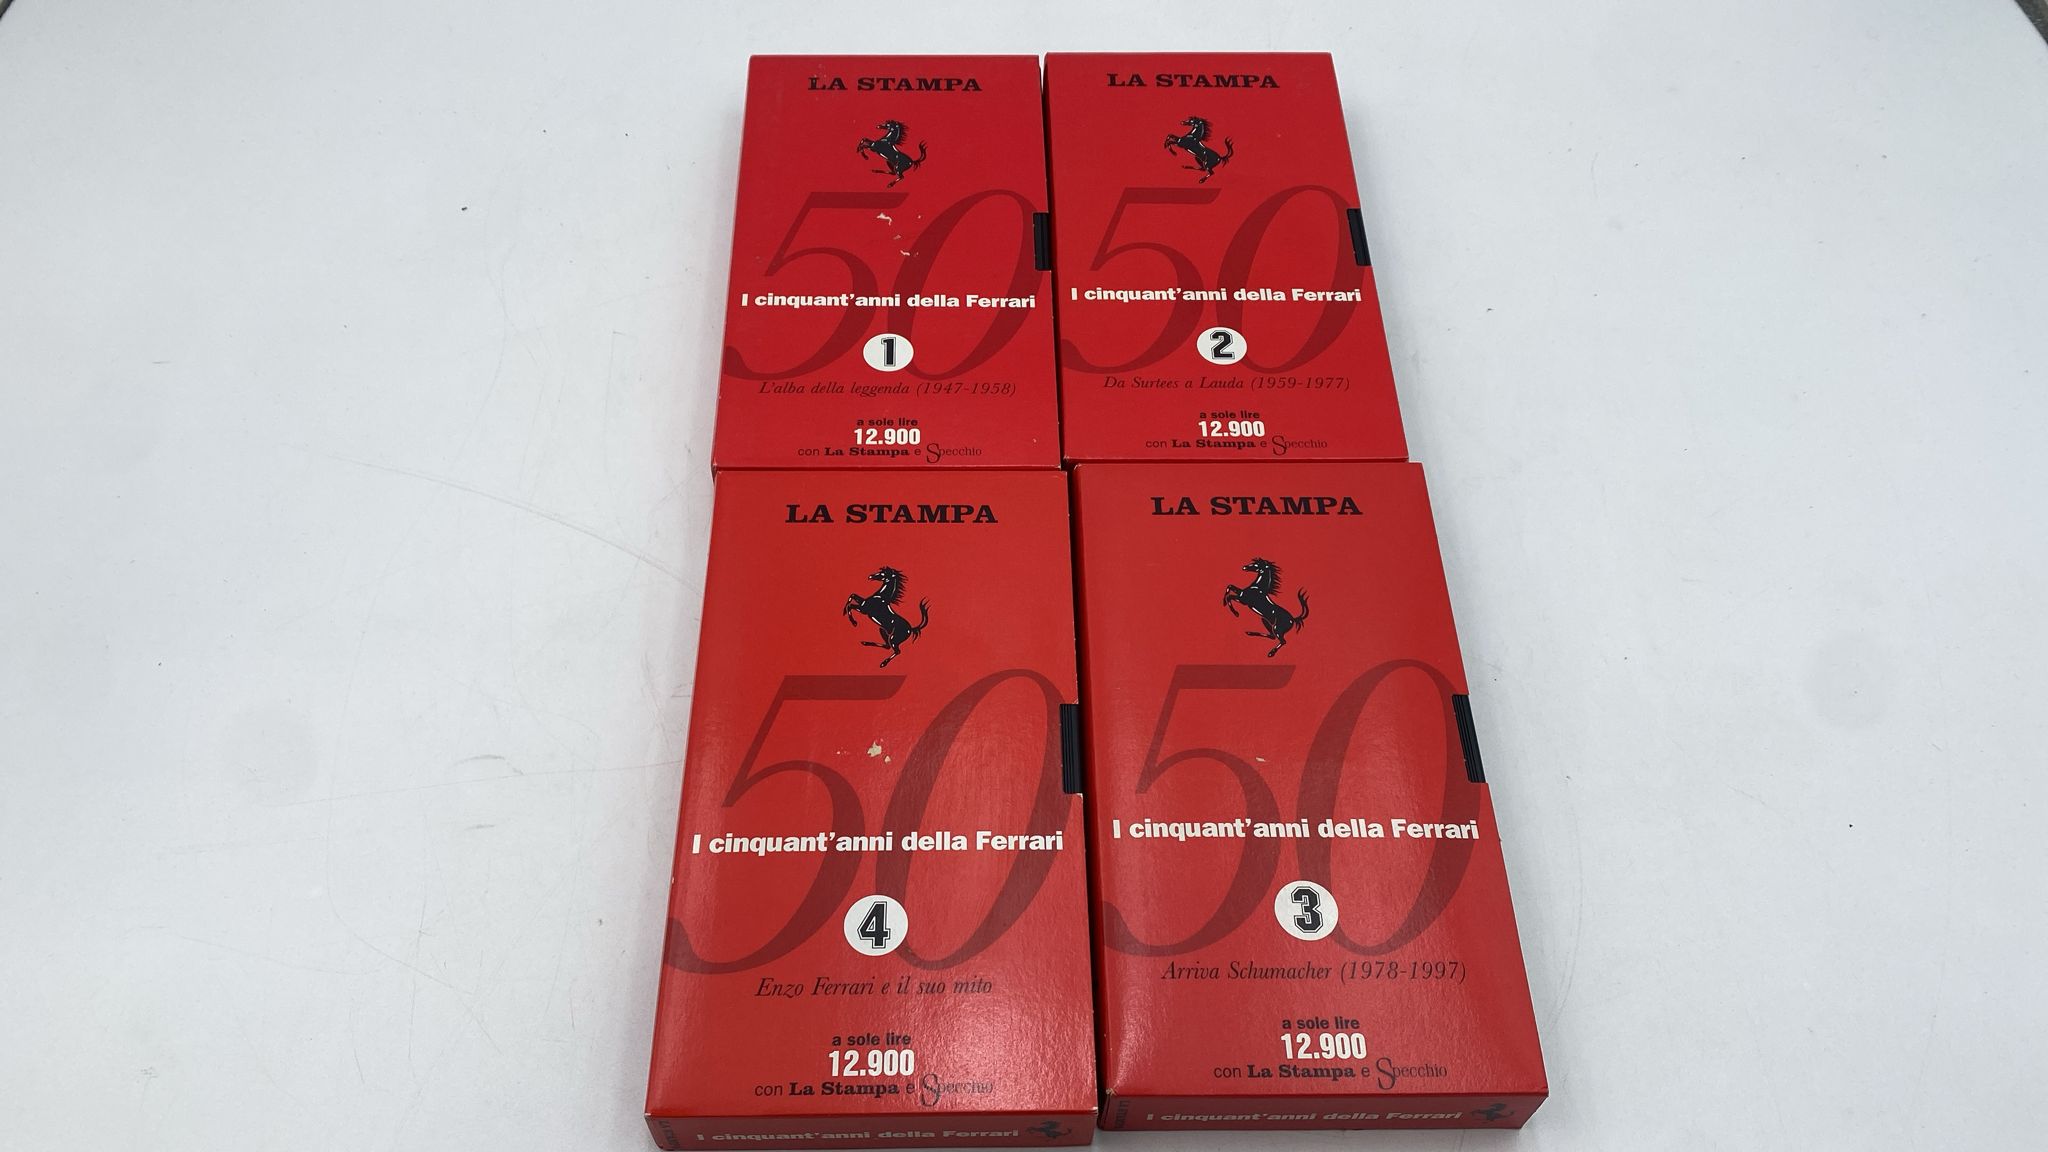 LA STAMPA
50
I cinquant'anni della Ferrari
1
L'alba della leggenda (1947-1958)
a sole lire
12.900
con La Stampa e Specchio
LA STAMPA
50
I cinquant'anni della Ferrari
2
Da Surtees a Lauda (1959-1977)
a sole lire
12.900
con La Stampa e Specchio
LA STAMPA
50
I cinquant'anni della Ferrari
4
Enzo Ferrari e il suo mito
a sole lire
12.900
con La Stampa e Specchio
LA STAMPA
I cinquant'anni della Ferrari
LA STAMPA
50
I cinquant'anni della Ferrari
3
Arriva Schumacher (1978-1997)
a sole lire
12.900
con La Stampa e Specchio
LA STAMPA
I cinquant'anni della Ferrari